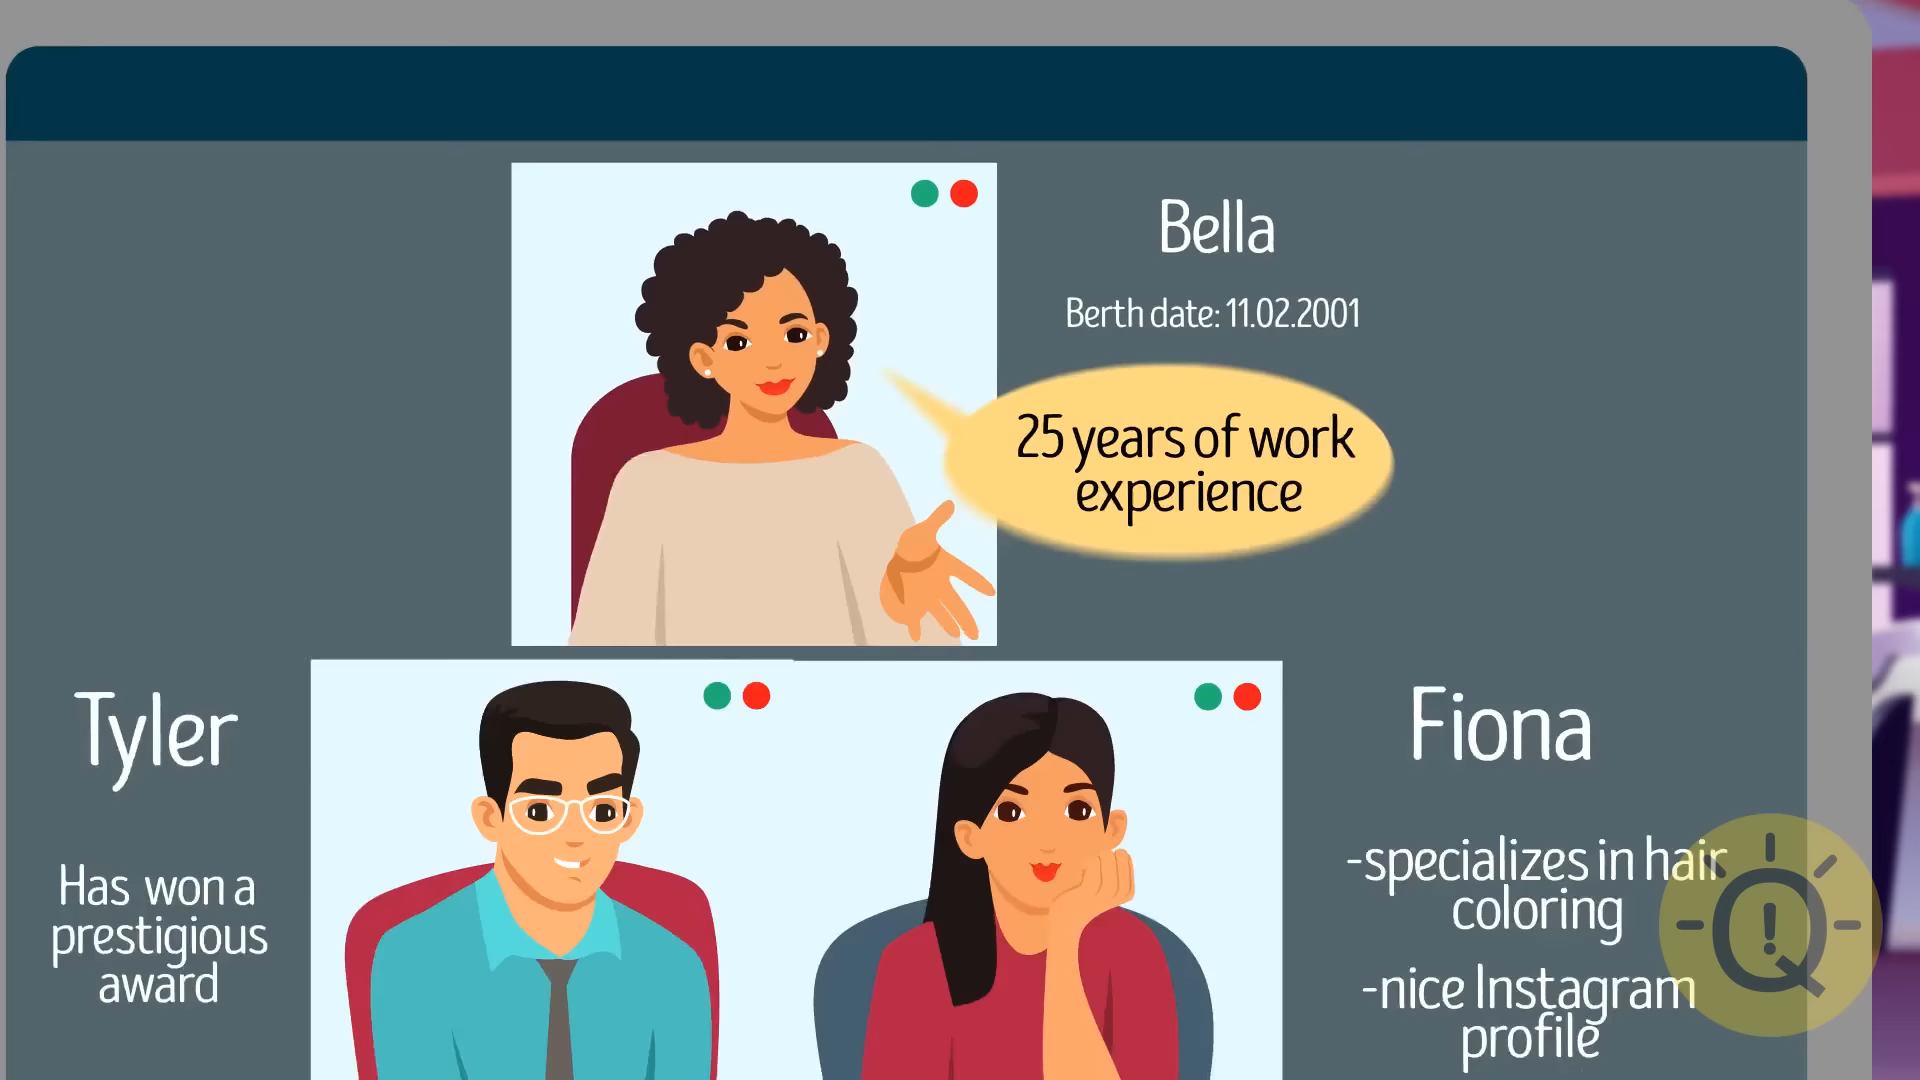 Bella
Berth date: 11.02.2001
25 years of work
experience
Tyler
Has won a
prestigious
award
Fiona
-specializes in hair
coloring
-nice Instagram
profile